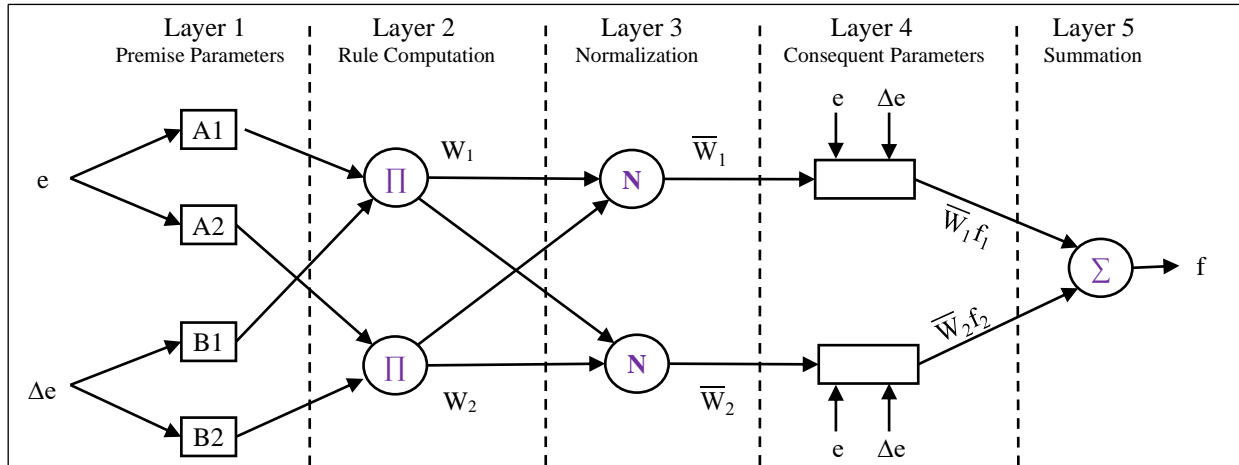 Layer 1
Premise Parameters
Layer 2
Rule Computation
Layer 3
Normalization
Layer 4
Consequent Parameters
Layer 5
Summation
e
Δe
A1
A2
B1
B2
∏
∏
W₁
W₂
N
N
W̅₁
W̅₂
e Δe
e Δe
W̅₁f₁
W̅₂f₂
∑
f